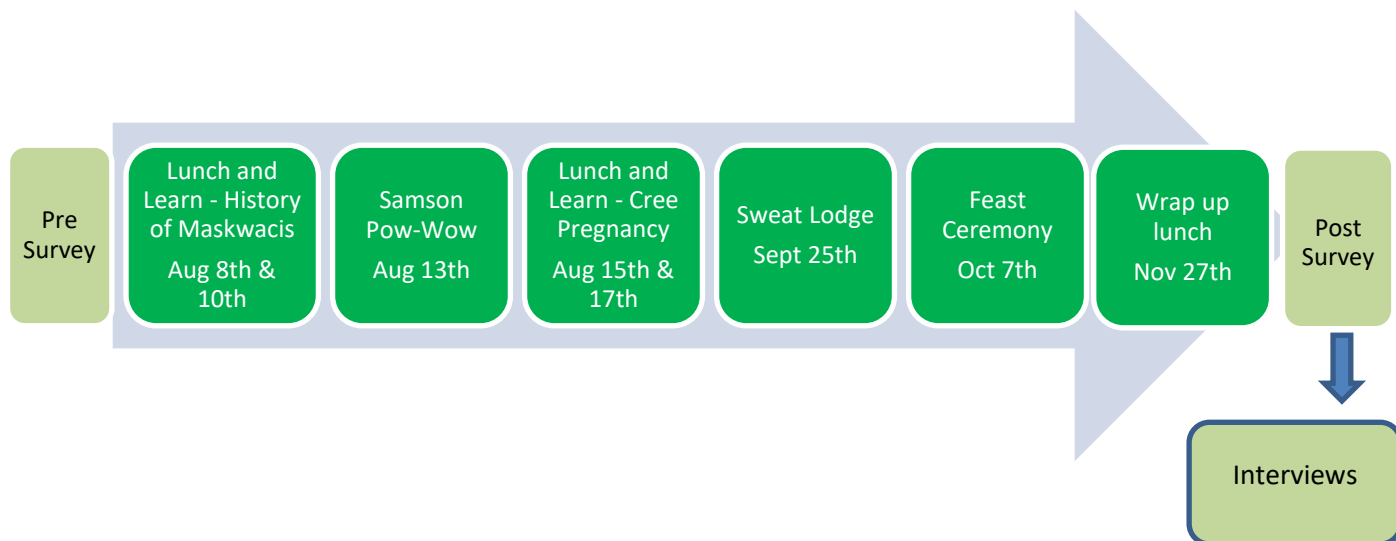 Pre
Survey
Lunch and
Learn - History
of Maskwacis
Aug 8th &
10th
Samson
Pow-Wow
Aug 13th
Lunch and
Learn - Cree
Pregnancy
Aug 15th &
17th
Sweat Lodge
Sept 25th
Feast
Ceremony
Oct 7th
Wrap up
lunch
Nov 27th
Post
Survey
Interviews